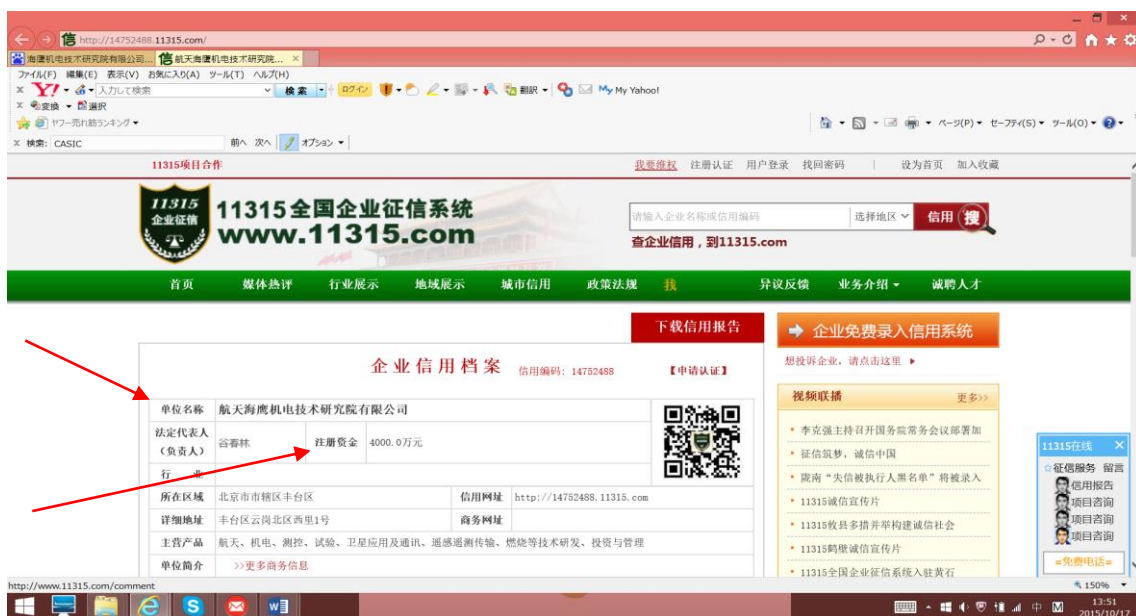 信 http://14752488.11315.com/
海鹰机电技术研究院有限公司...
信 航天海鹰机电技术研究院... ×
ファイル(F) 編集(E) 表示(V) お気に入り(A) ツール(T) ヘルプ(H)
× Y! 入力して検索 検索 ログイン 翻訳 My My Yahoo!
× 変換 選択
ヤフー売れ筋ランキング
ページ(P) セーフティ(S) ツール(O)
× 検索: CASIC 前へ 次へ オプション
11315项目合作
我要维权 注册认证 用户登录 找回密码 | 设为首页 加入收藏
11315
企业征信
11315全国企业征信系统
www.11315.com
请输入企业名称或信用编码 选择地区 信用 搜
查企业信用，到11315.com
首页 媒体热评 行业展示 地域展示 城市信用 政策法规 我 异议反馈 业务介绍 诚聘人才
下载信用报告
企业信用档案 信用编码: 14752488 【申请认证】
单位名称 航天海鹰机电技术研究院有限公司
法定代表人
（负责人）
谷春林 注册资金 4000.0万元
行 业
所在区域 北京市市辖区丰台区 信用网址 http://14752488.11315.com
详细地址 丰台区云岗北区西里1号 商务网址
主营产品 航天、机电、测控、试验、卫星应用及通讯、遥感遥测传输、燃烧等技术研发、投资与管理
单位简介 >>更多商务信息
企业免费录入信用系统
想投诉企业，请点击这里
视频联播 更多>>
李克强主持召开国务院常务会议部署加
征信筑梦，诚信中国
陇南“失信被执行人黑名单”将被录入
11315诚信宣传片
11315攸县多措并举构建诚信社会
11315鹤壁诚信宣传片
11315全国企业征信系统入驻黄石
11315在线 ×
征信服务 留言
信用报告
项目咨询
项目咨询
项目咨询
=免费电话=
http://www.11315.com/comment
150%
中 M 13:51
2015/10/17